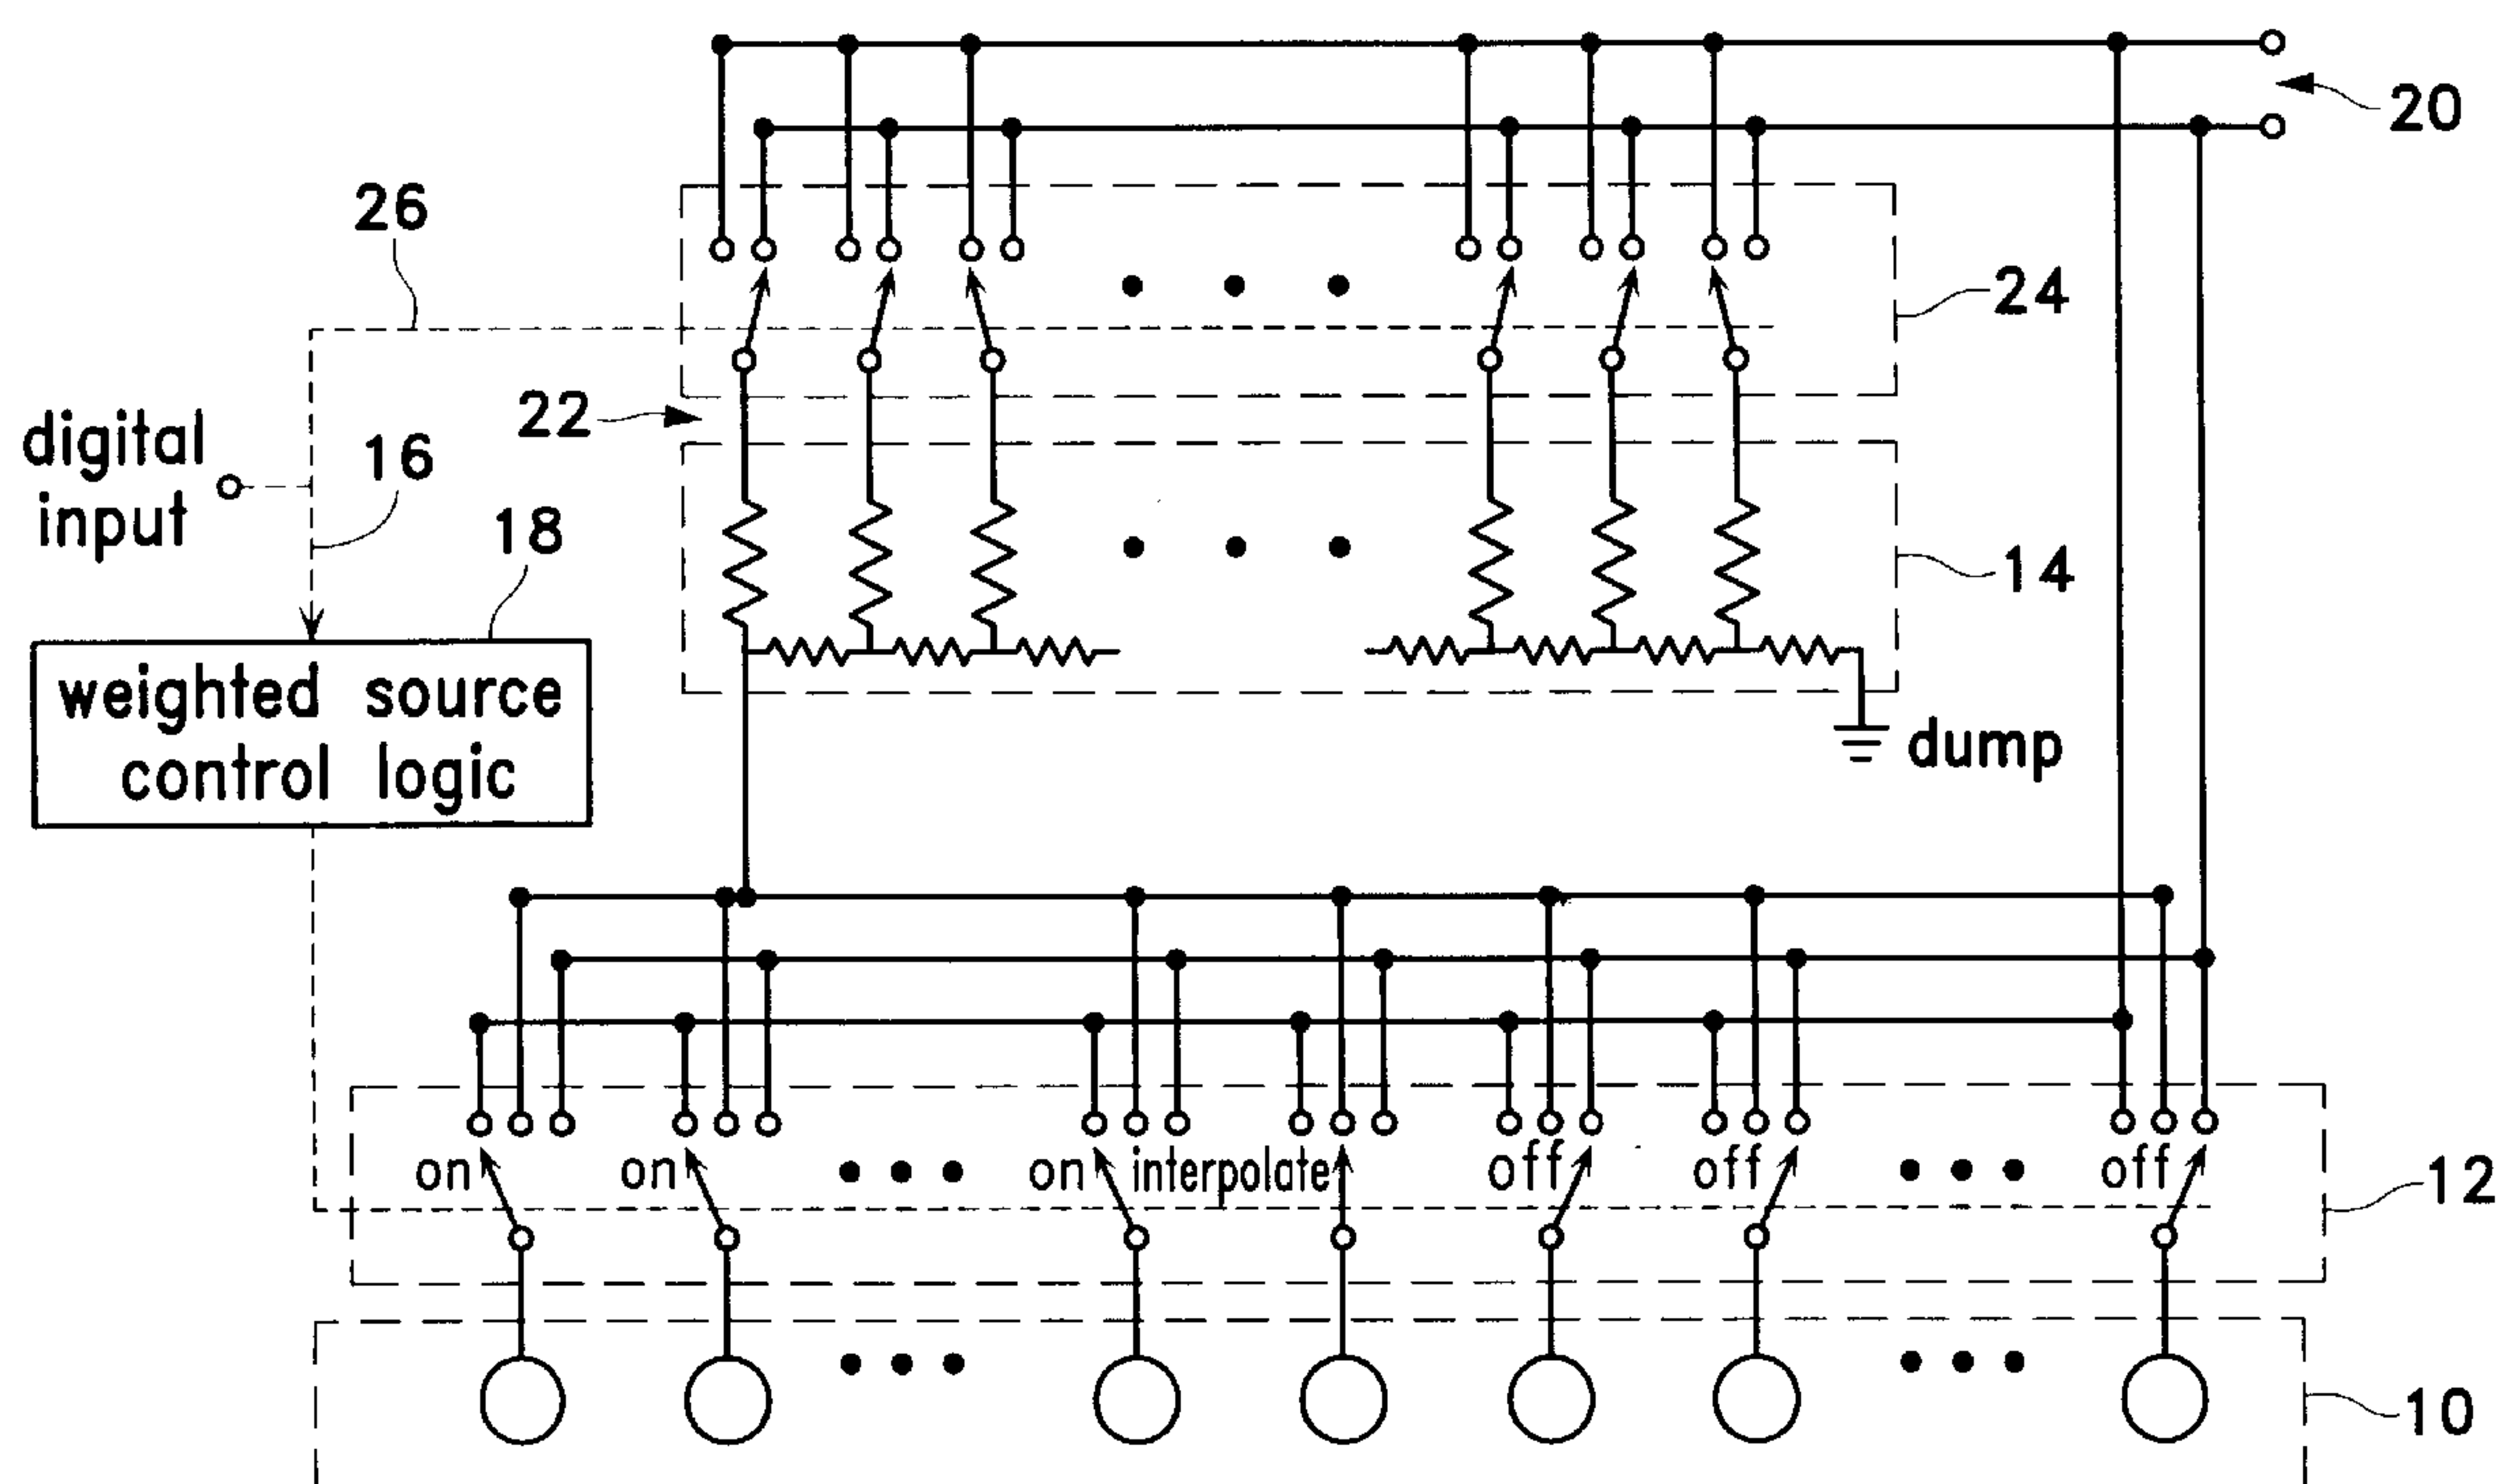 20
26
24
22
digital
input
16
18
14
weighted source
control logic
dump
on
on
on
interpolate
off
off
off
12
10